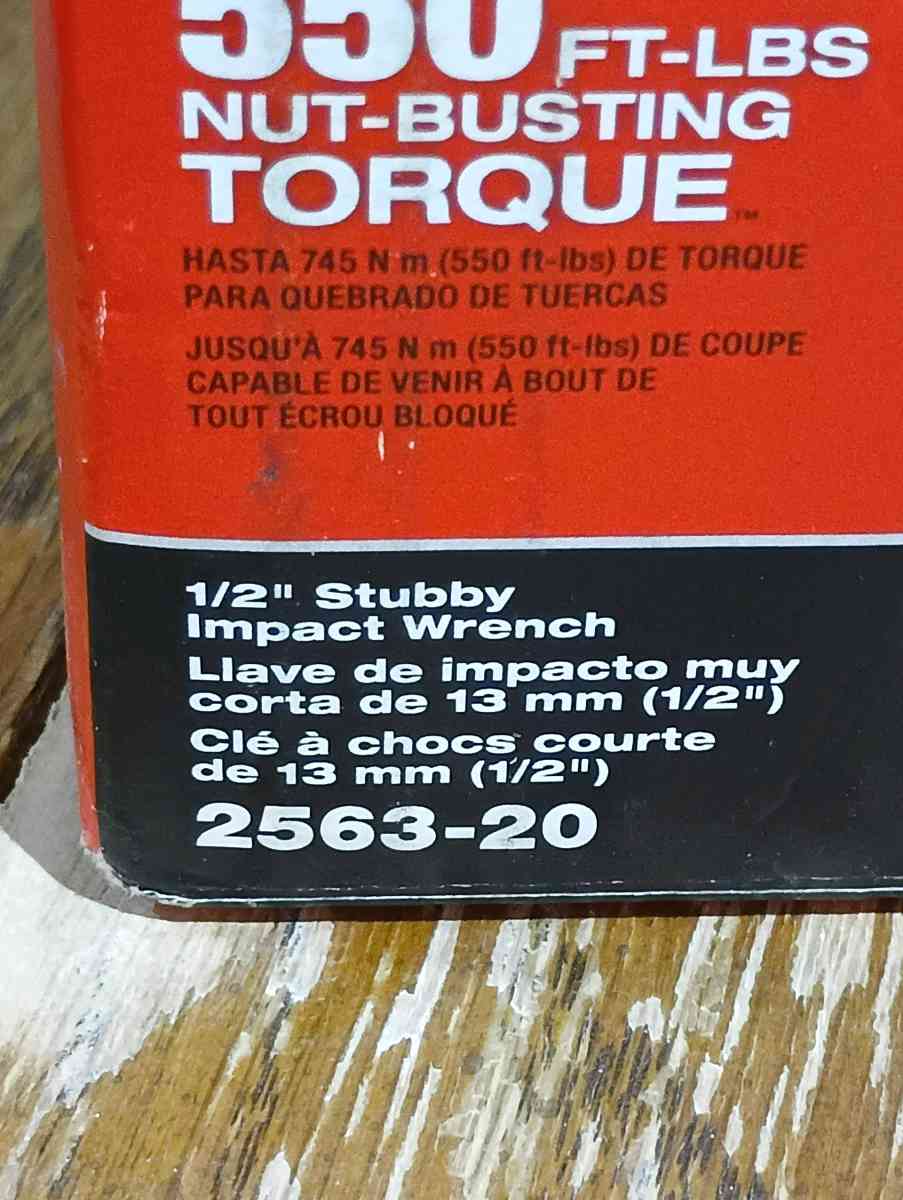 550 FT-LBS
NUT-BUSTING
TORQUE™
HASTA 745 N m (550 ft-lbs) DE TORQUE
PARA QUEBRADO DE TUERCAS
JUSQU'À 745 N m (550 ft-lbs) DE COUPE
CAPABLE DE VENIR À BOUT DE
TOUT ÉCROU BLOQUÉ
1/2" Stubby
Impact Wrench
Llave de impacto muy
corta de 13 mm (1/2")
Clé à chocs courte
de 13 mm (1/2")
2563-20